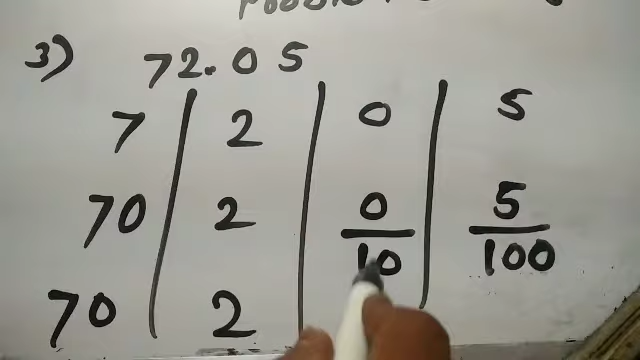 3) 72.05
7 | 2 | 0 | 5
70 | 2 | 0/10 | 5/100
70 | 2 |